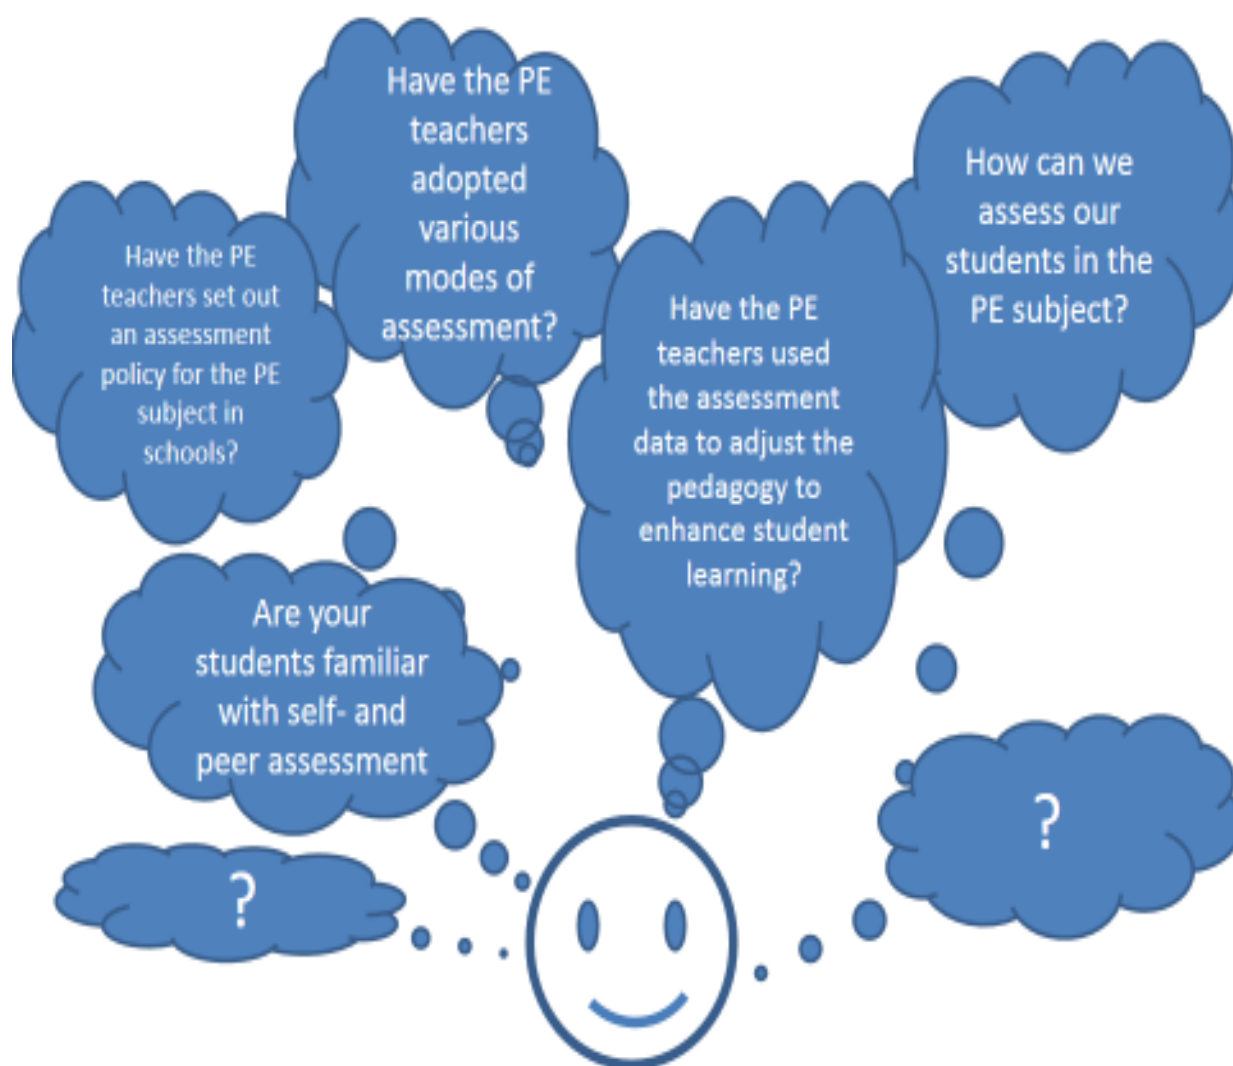 Have the PE
teachers
adopted
various
modes of
assessment?
How can we
assess our
students in the
PE subject?
Have the PE
teachers set out
an assessment
policy for the PE
subject in
schools?
Have the PE
teachers used
the assessment
data to adjust the
pedagogy to
enhance student
learning?
Are your
students familiar
with self- and
peer assessment
?
?